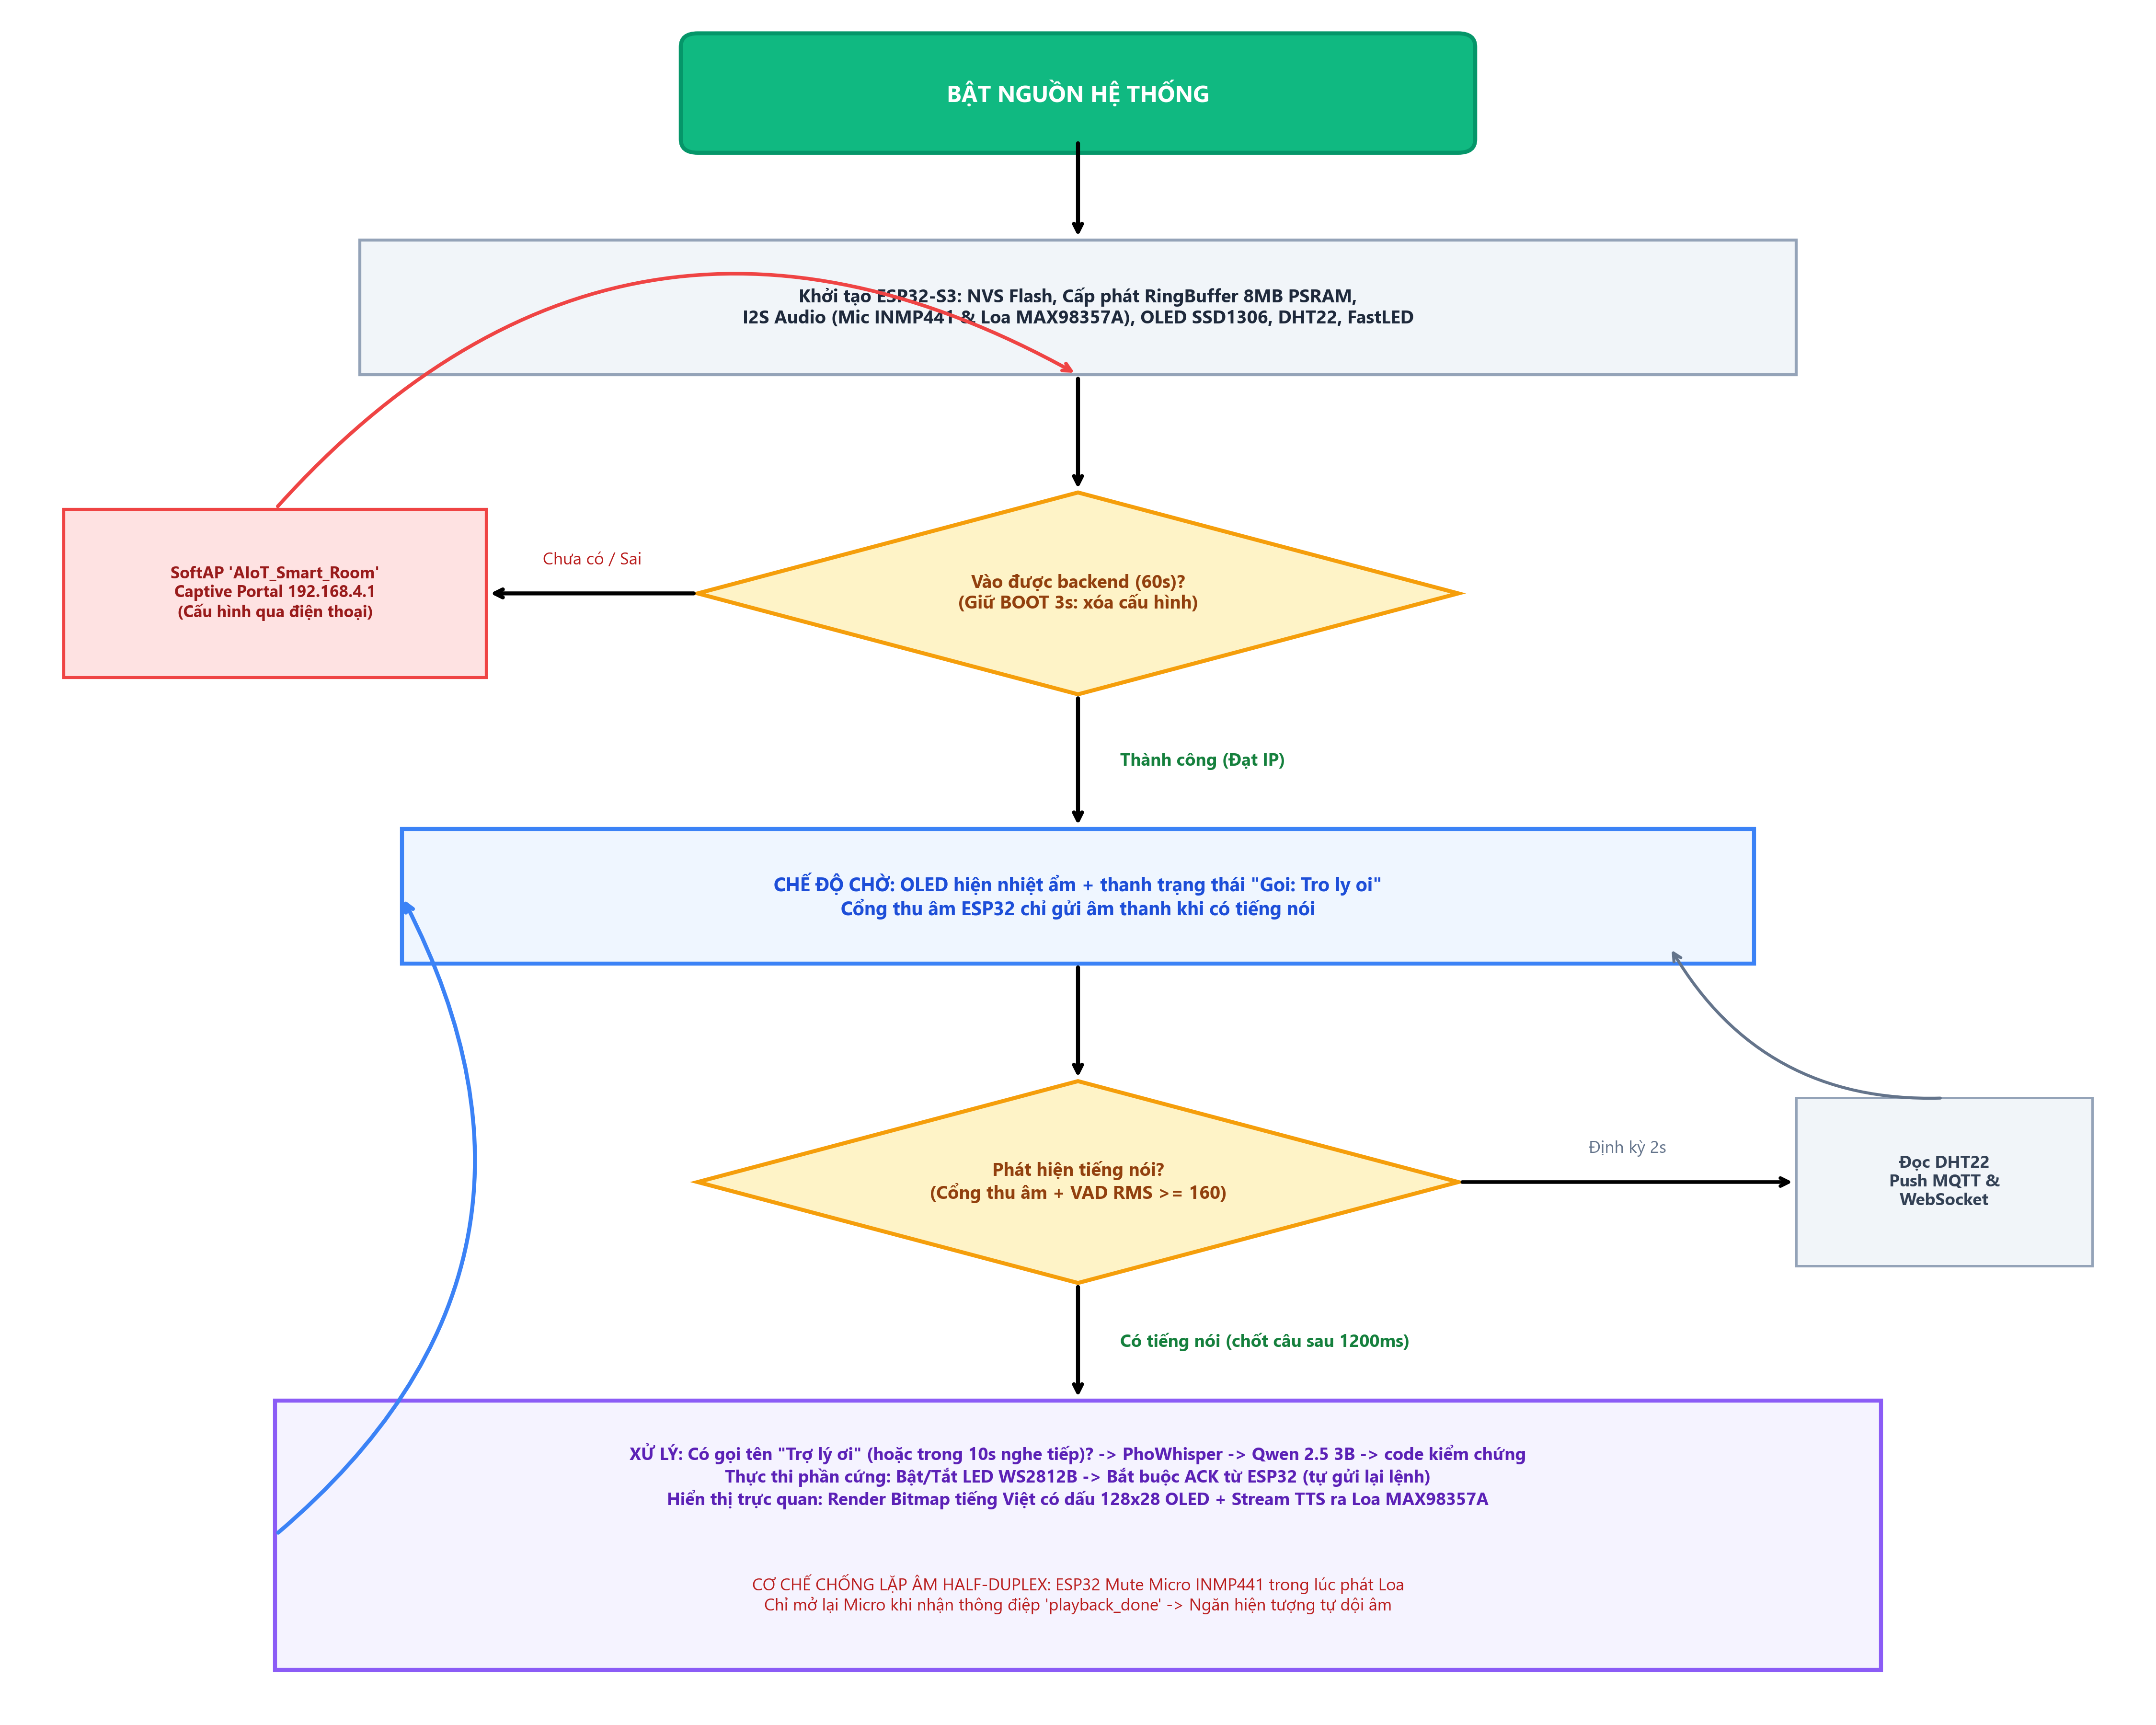 BẬT NGUỒN HỆ THỐNG
Khởi tạo ESP32-S3: NVS Flash, Cấp phát RingBuffer 8MB PSRAM,
I2S Audio (Mic INMP441 & Loa MAX98357A), OLED SSD1306, DHT22, FastLED
Chưa có / Sai
SoftAP 'AIoT_Smart_Room'
Captive Portal 192.168.4.1
(Cấu hình qua điện thoại)
Vào được backend (60s)?
(Giữ BOOT 3s: xóa cấu hình)
Thành công (Đạt IP)
CHẾ ĐỘ CHỜ: OLED hiện nhiệt ẩm + thanh trạng thái "Goi: Tro ly oi"
Cổng thu âm ESP32 chỉ gửi âm thanh khi có tiếng nói
Phát hiện tiếng nói?
(Cổng thu âm + VAD RMS >= 160)
Định kỳ 2s
Đọc DHT22
Push MQTT &
WebSocket
Có tiếng nói (chốt câu sau 1200ms)
XỬ LÝ: Có gọi tên "Trợ lý ơi" (hoặc trong 10s nghe tiếp)? -> PhoWhisper -> Qwen 2.5 3B -> code kiểm chứng
Thực thi phần cứng: Bật/Tắt LED WS2812B -> Bắt buộc ACK từ ESP32 (tự gửi lại lệnh)
Hiển thị trực quan: Render Bitmap tiếng Việt có dấu 128x28 OLED + Stream TTS ra Loa MAX98357A
CƠ CHẾ CHỐNG LẶP ÂM HALF-DUPLEX: ESP32 Mute Micro INMP441 trong lúc phát Loa
Chỉ mở lại Micro khi nhận thông điệp 'playback_done' -> Ngăn hiện tượng tự dội âm